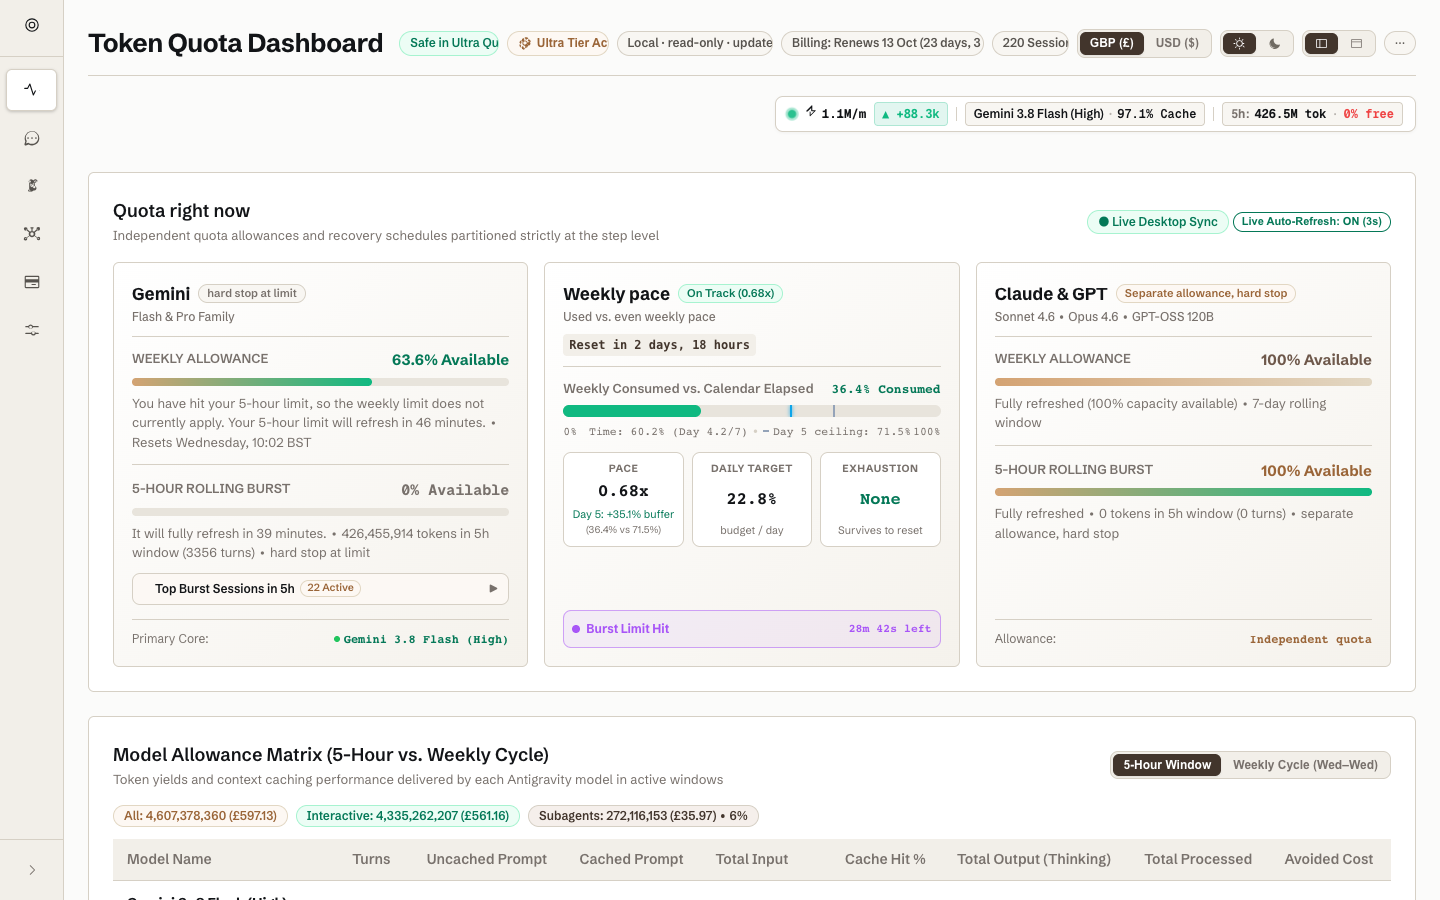 Token Quota Dashboard
Safe in Ultra Qu
Ultra Tier Ac
Local · read-only · update
Billing: Renews 13 Oct (23 days, 3
220 Session
GBP (£) USD ($)
1.1M/m ▲ +88.3k Gemini 3.8 Flash (High) · 97.1% Cache 5h: 426.5M tok · 0% free
Quota right now
Independent quota allowances and recovery schedules partitioned strictly at the step level
Live Desktop Sync Live Auto-Refresh: ON (3s)
Gemini hard stop at limit
Flash & Pro Family
WEEKLY ALLOWANCE 63.6% Available
You have hit your 5-hour limit, so the weekly limit does not
currently apply. Your 5-hour limit will refresh in 46 minutes. •
Resets Wednesday, 10:02 BST
5-HOUR ROLLING BURST 0% Available
It will fully refresh in 39 minutes. • 426,455,914 tokens in 5h
window (3356 turns) • hard stop at limit
Top Burst Sessions in 5h 22 Active ▶
Primary Core: Gemini 3.8 Flash (High)
Weekly pace On Track (0.68x)
Used vs. even weekly pace
Reset in 2 days, 18 hours
Weekly Consumed vs. Calendar Elapsed 36.4% Consumed
0% Time: 60.2% (Day 4.2/7) • Day 5 ceiling: 71.5% 100%
PACE
0.68x
Day 5: +35.1% buffer
(36.4% vs 71.5%)
DAILY TARGET
22.8%
budget / day
EXHAUSTION
None
Survives to reset
Burst Limit Hit 28m 42s left
Claude & GPT Separate allowance, hard stop
Sonnet 4.6 • Opus 4.6 • GPT-OSS 120B
WEEKLY ALLOWANCE 100% Available
Fully refreshed (100% capacity available) • 7-day rolling
window
5-HOUR ROLLING BURST 100% Available
Fully refreshed • 0 tokens in 5h window (0 turns) • separate
allowance, hard stop
Allowance: Independent quota
Model Allowance Matrix (5-Hour vs. Weekly Cycle)
Token yields and context caching performance delivered by each Antigravity model in active windows
5-Hour Window Weekly Cycle (Wed–Wed)
All: 4,607,378,360 (£597.13) Interactive: 4,335,262,207 (£561.16) Subagents: 272,116,153 (£35.97) • 6%
Model Name Turns Uncached Prompt Cached Prompt Total Input Cache Hit % Total Output (Thinking) Total Processed Avoided Cost